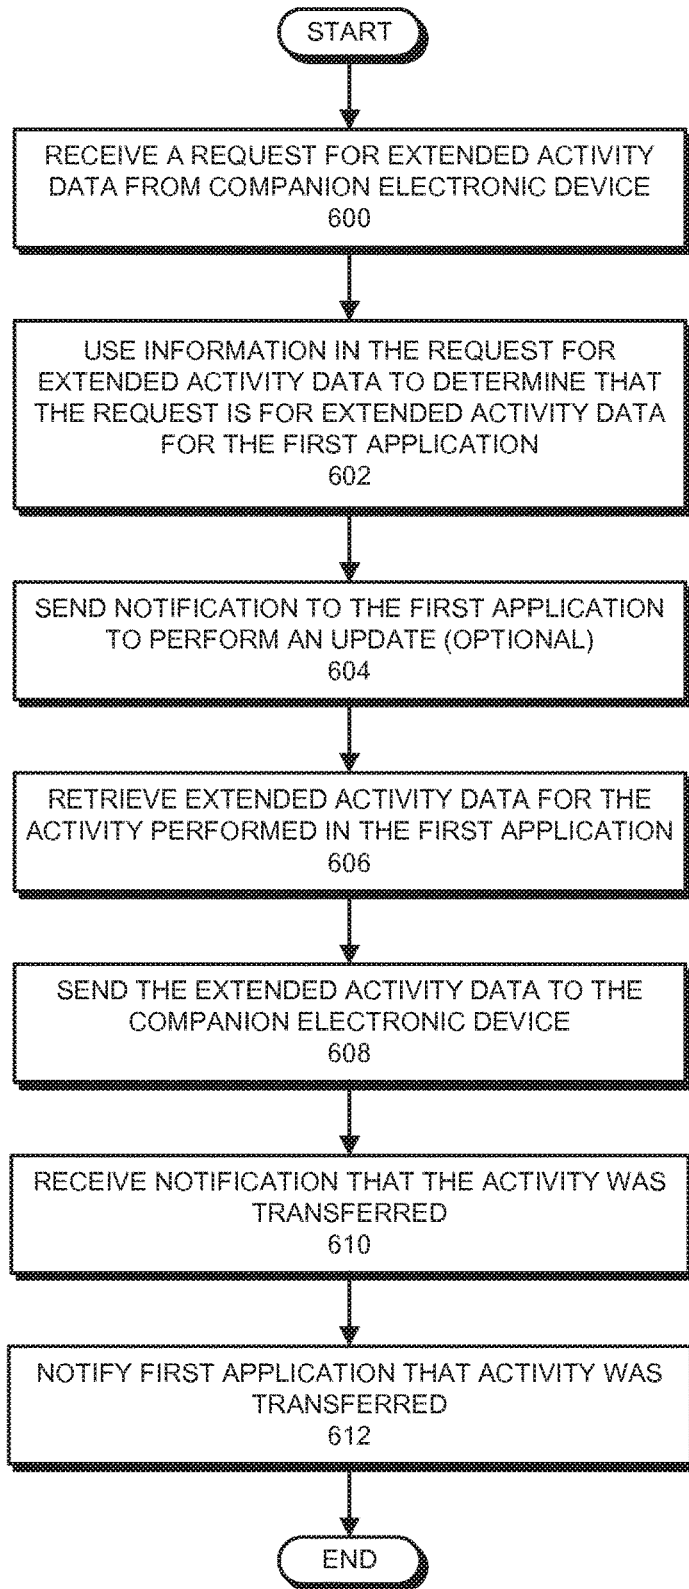 START
RECEIVE A REQUEST FOR EXTENDED ACTIVITY
DATA FROM COMPANION ELECTRONIC DEVICE
600
USE INFORMATION IN THE REQUEST FOR
EXTENDED ACTIVITY DATA TO DETERMINE THAT
THE REQUEST IS FOR EXTENDED ACTIVITY DATA
FOR THE FIRST APPLICATION
602
SEND NOTIFICATION TO THE FIRST APPLICATION
TO PERFORM AN UPDATE (OPTIONAL)
604
RETRIEVE EXTENDED ACTIVITY DATA FOR THE
ACTIVITY PERFORMED IN THE FIRST APPLICATION
606
SEND THE EXTENDED ACTIVITY DATA TO THE
COMPANION ELECTRONIC DEVICE
608
RECEIVE NOTIFICATION THAT THE ACTIVITY WAS
TRANSFERRED
610
NOTIFY FIRST APPLICATION THAT ACTIVITY WAS
TRANSFERRED
612
END